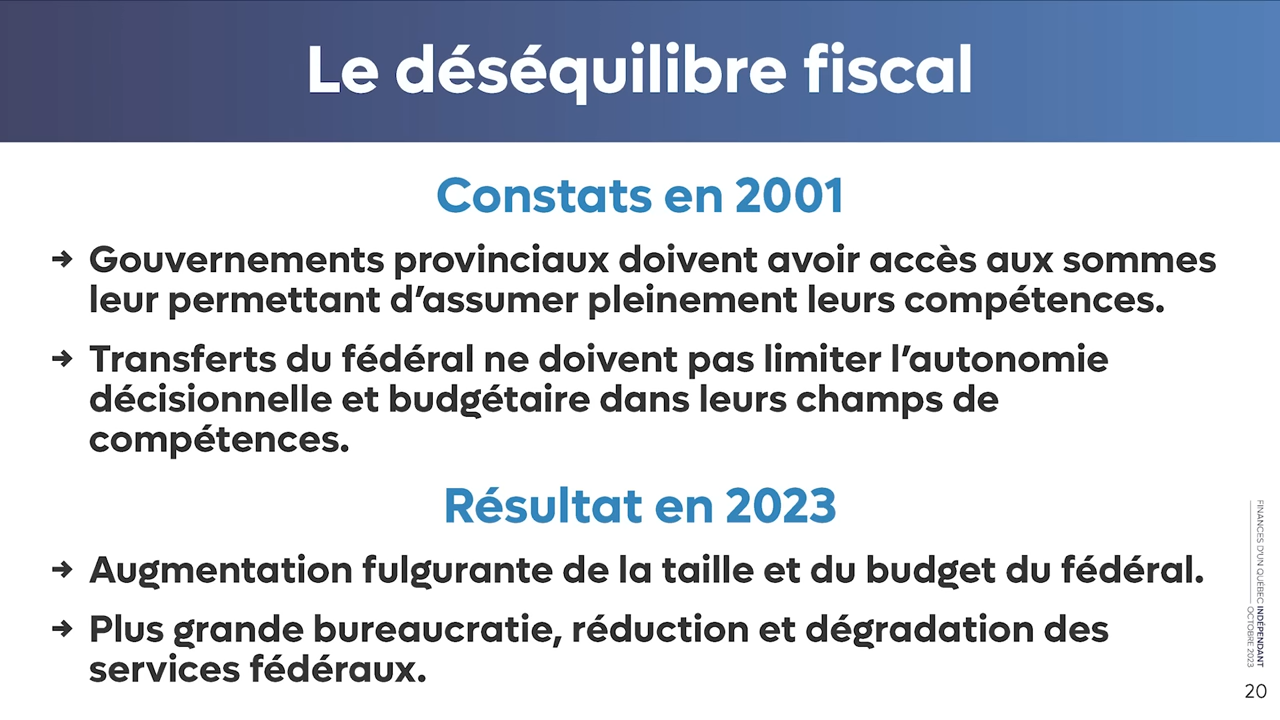 Le déséquilibre fiscal
Constats en 2001
→ Gouvernements provinciaux doivent avoir accès aux sommes
leur permettant d’assumer pleinement leurs compétences.
→ Transferts du fédéral ne doivent pas limiter l’autonomie
décisionnelle et budgétaire dans leurs champs de
compétences.
Résultat en 2023
→ Augmentation fulgurante de la taille et du budget du fédéral.
→ Plus grande bureaucratie, réduction et dégradation des
services fédéraux.
FINANCES D’UN QUÉBEC INDÉPENDANT
OCTOBRE 2023
20